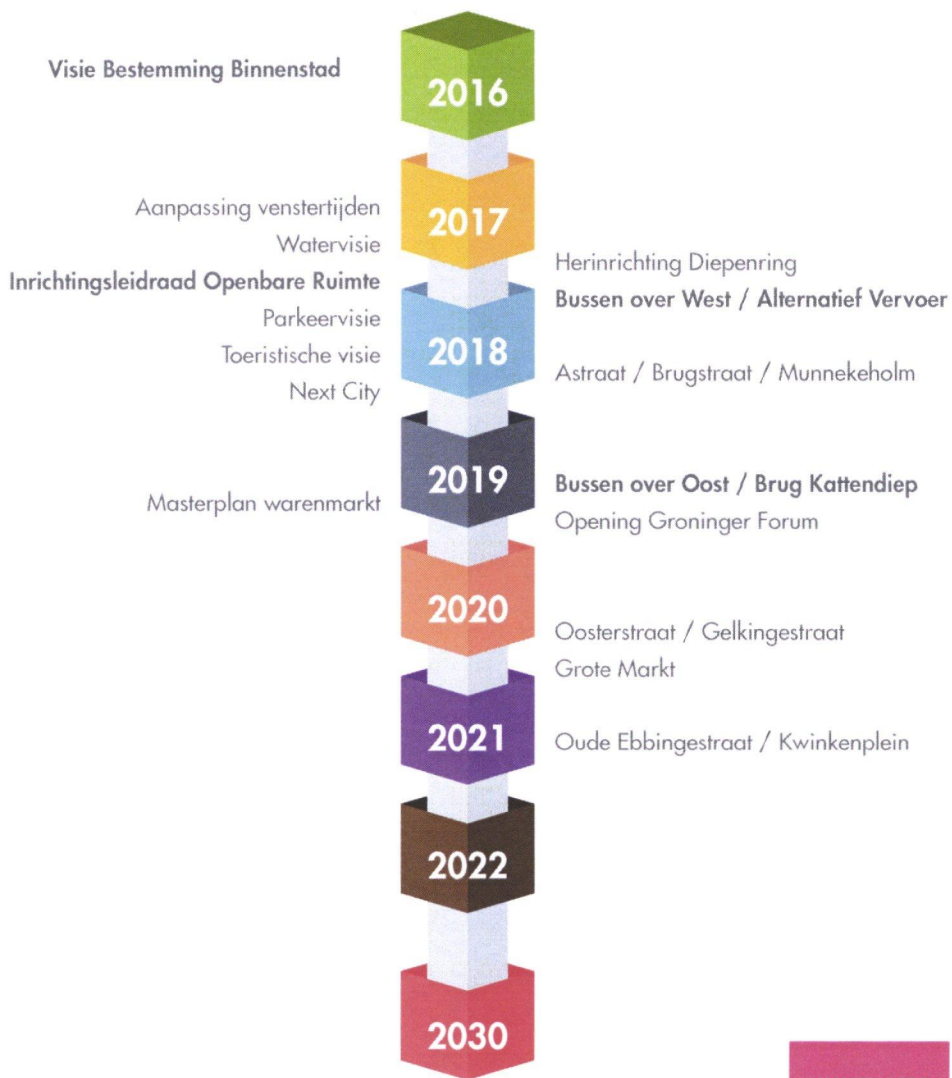 Visie Bestemming Binnenstad
2016
Aanpassing venstertijden
2017
Watervisie
Herinrichting Diepenring
Inrichtingsleidraad Openbare Ruimte
Bussen over West / Alternatief Vervoer
Parkeervisie
2018
Toeristische visie
Astraat / Brugstraat / Munnekeholm
Next City
2019
Bussen over Oost / Brug Kattendiep
Masterplan warenmarkt
Opening Groninger Forum
2020
Oosterstraat / Gelkingestraat
Grote Markt
2021
Oude Ebbingestraat / Kwinkenplein
2022
2030